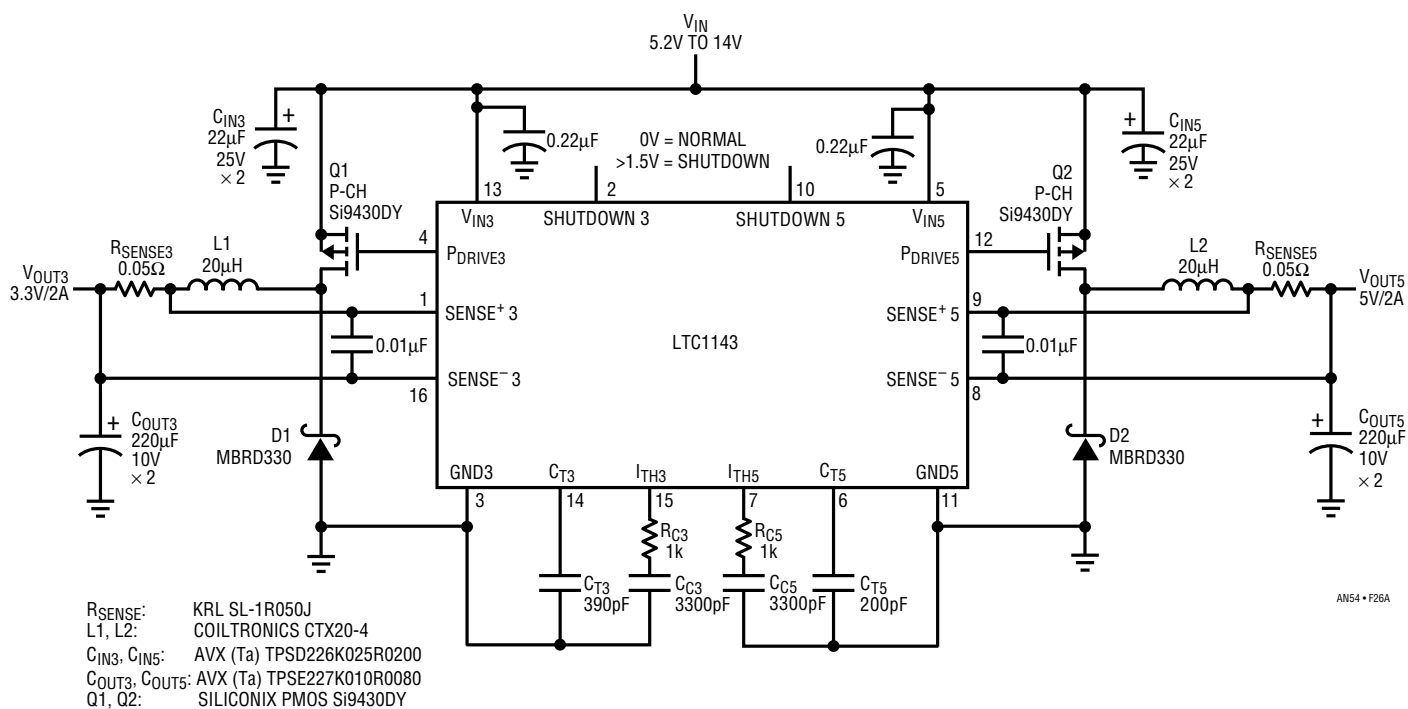 VIN
5.2V TO 14V
CIN3
22µF
25V
× 2
+
0.22µF
0V = NORMAL
>1.5V = SHUTDOWN
0.22µF
+
CIN5
22µF
25V
× 2
Q1
P-CH
Si9430DY
Q2
P-CH
Si9430DY
13
2
10
5
VIN3
SHUTDOWN 3
SHUTDOWN 5
VIN5
4
PDRIVE3
PDRIVE5
12
VOUT3
3.3V/2A
RSENSE3
0.05Ω
L1
20µH
L2
20µH
RSENSE5
0.05Ω
VOUT5
5V/2A
1
SENSE+ 3
SENSE+ 5
9
0.01µF
LTC1143
0.01µF
SENSE– 3
SENSE– 5
16
8
+
COUT3
220µF
10V
× 2
D1
MBRD330
D2
MBRD330
+
COUT5
220µF
10V
× 2
GND3
CT3
ITH3
ITH5
CT5
GND5
3
14
15
7
6
11
RC3
1k
RC5
1k
CT3
390pF
CC3
3300pF
CC5
3300pF
CT5
200pF
AN54 • F26A
RSENSE: KRL SL-1R050J
L1, L2: COILTRONICS CTX20-4
CIN3, CIN5: AVX (Ta) TPSD226K025R0200
COUT3, COUT5: AVX (Ta) TPSE227K010R0080
Q1, Q2: SILICONIX PMOS Si9430DY